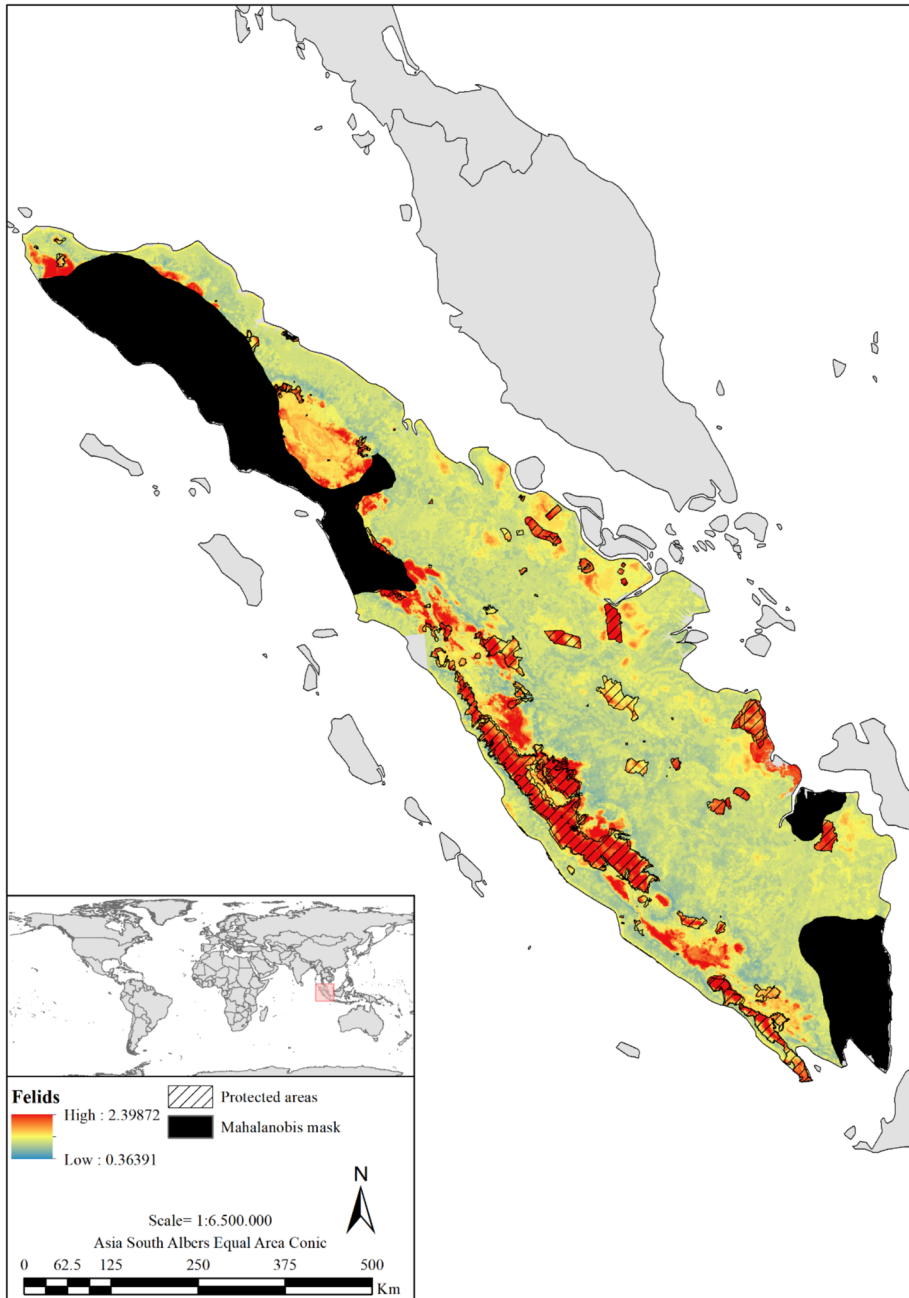 Felids
High : 2.39872
Low : 0.36391
Protected areas
Mahalanobis mask
N
Scale= 1:6.500.000
Asia South Albers Equal Area Conic
0 62.5 125 250 375 500
Km